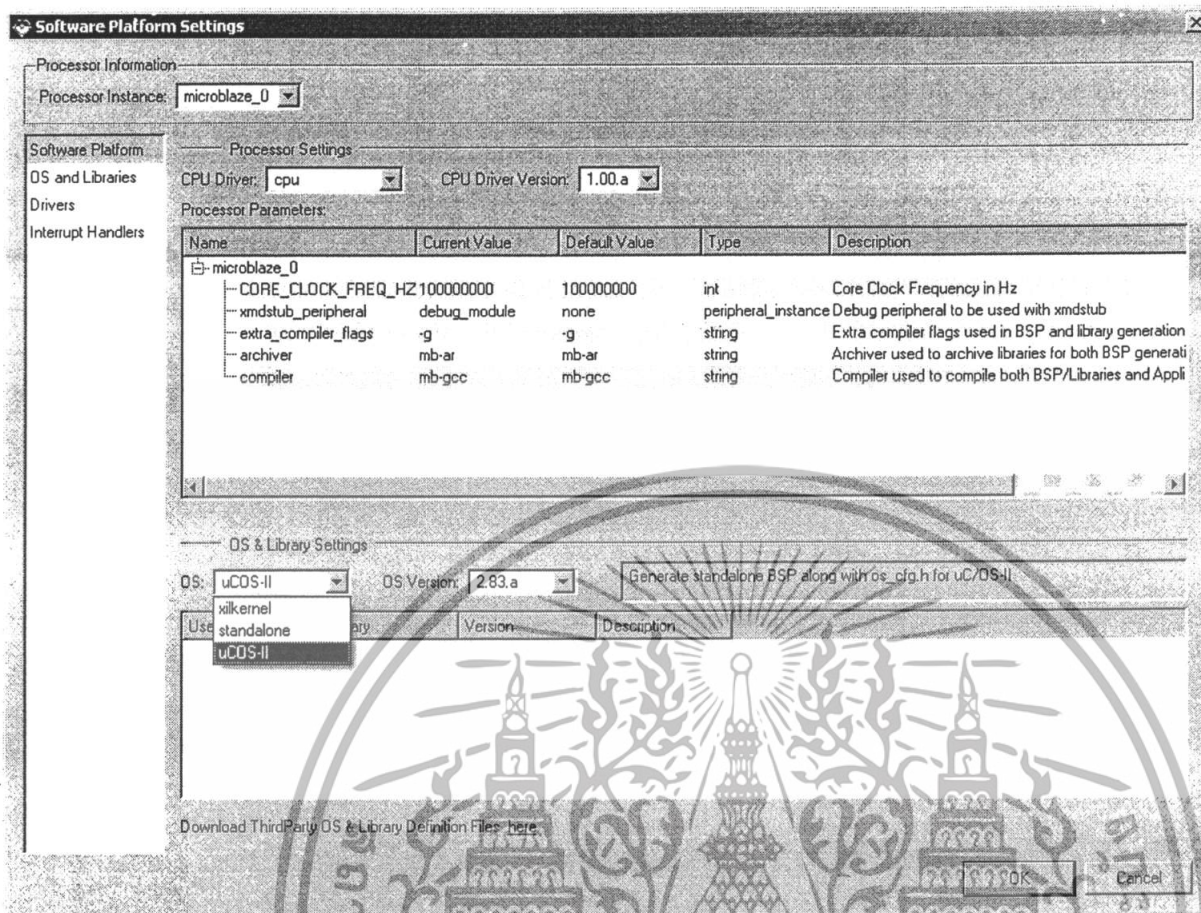 Software Platform Settings
Processor Information
Processor Instance: microblaze_0
Software Platform
OS and Libraries
Drivers
Interrupt Handlers
Processor Settings
CPU Driver: cpu CPU Driver Version: 1.00.a
Processor Parameters:
Name Current Value Default Value Type Description
microblaze_0
CORE_CLOCK_FREQ_HZ 100000000 100000000 int Core Clock Frequency in Hz
xmdstub_peripheral debug_module none peripheral_instance Debug peripheral to be used with xmdstub
extra_compiler_flags -g -g string Extra compiler flags used in BSP and library generation
archiver mb-ar mb-ar string Archiver used to archive libraries for both BSP generati
compiler mb-gcc mb-gcc string Compiler used to compile both BSP/Libraries and Appli
OS & Library Settings
OS: uCOS-II OS Version: 2.83.a Generate standalone BSP along with os_cfg.h for uC/OS-II
xilkernel
standalone
uCOS-II
Use ary Version Description
Download ThirdParty OS & Library Definition Files here
OK Cancel